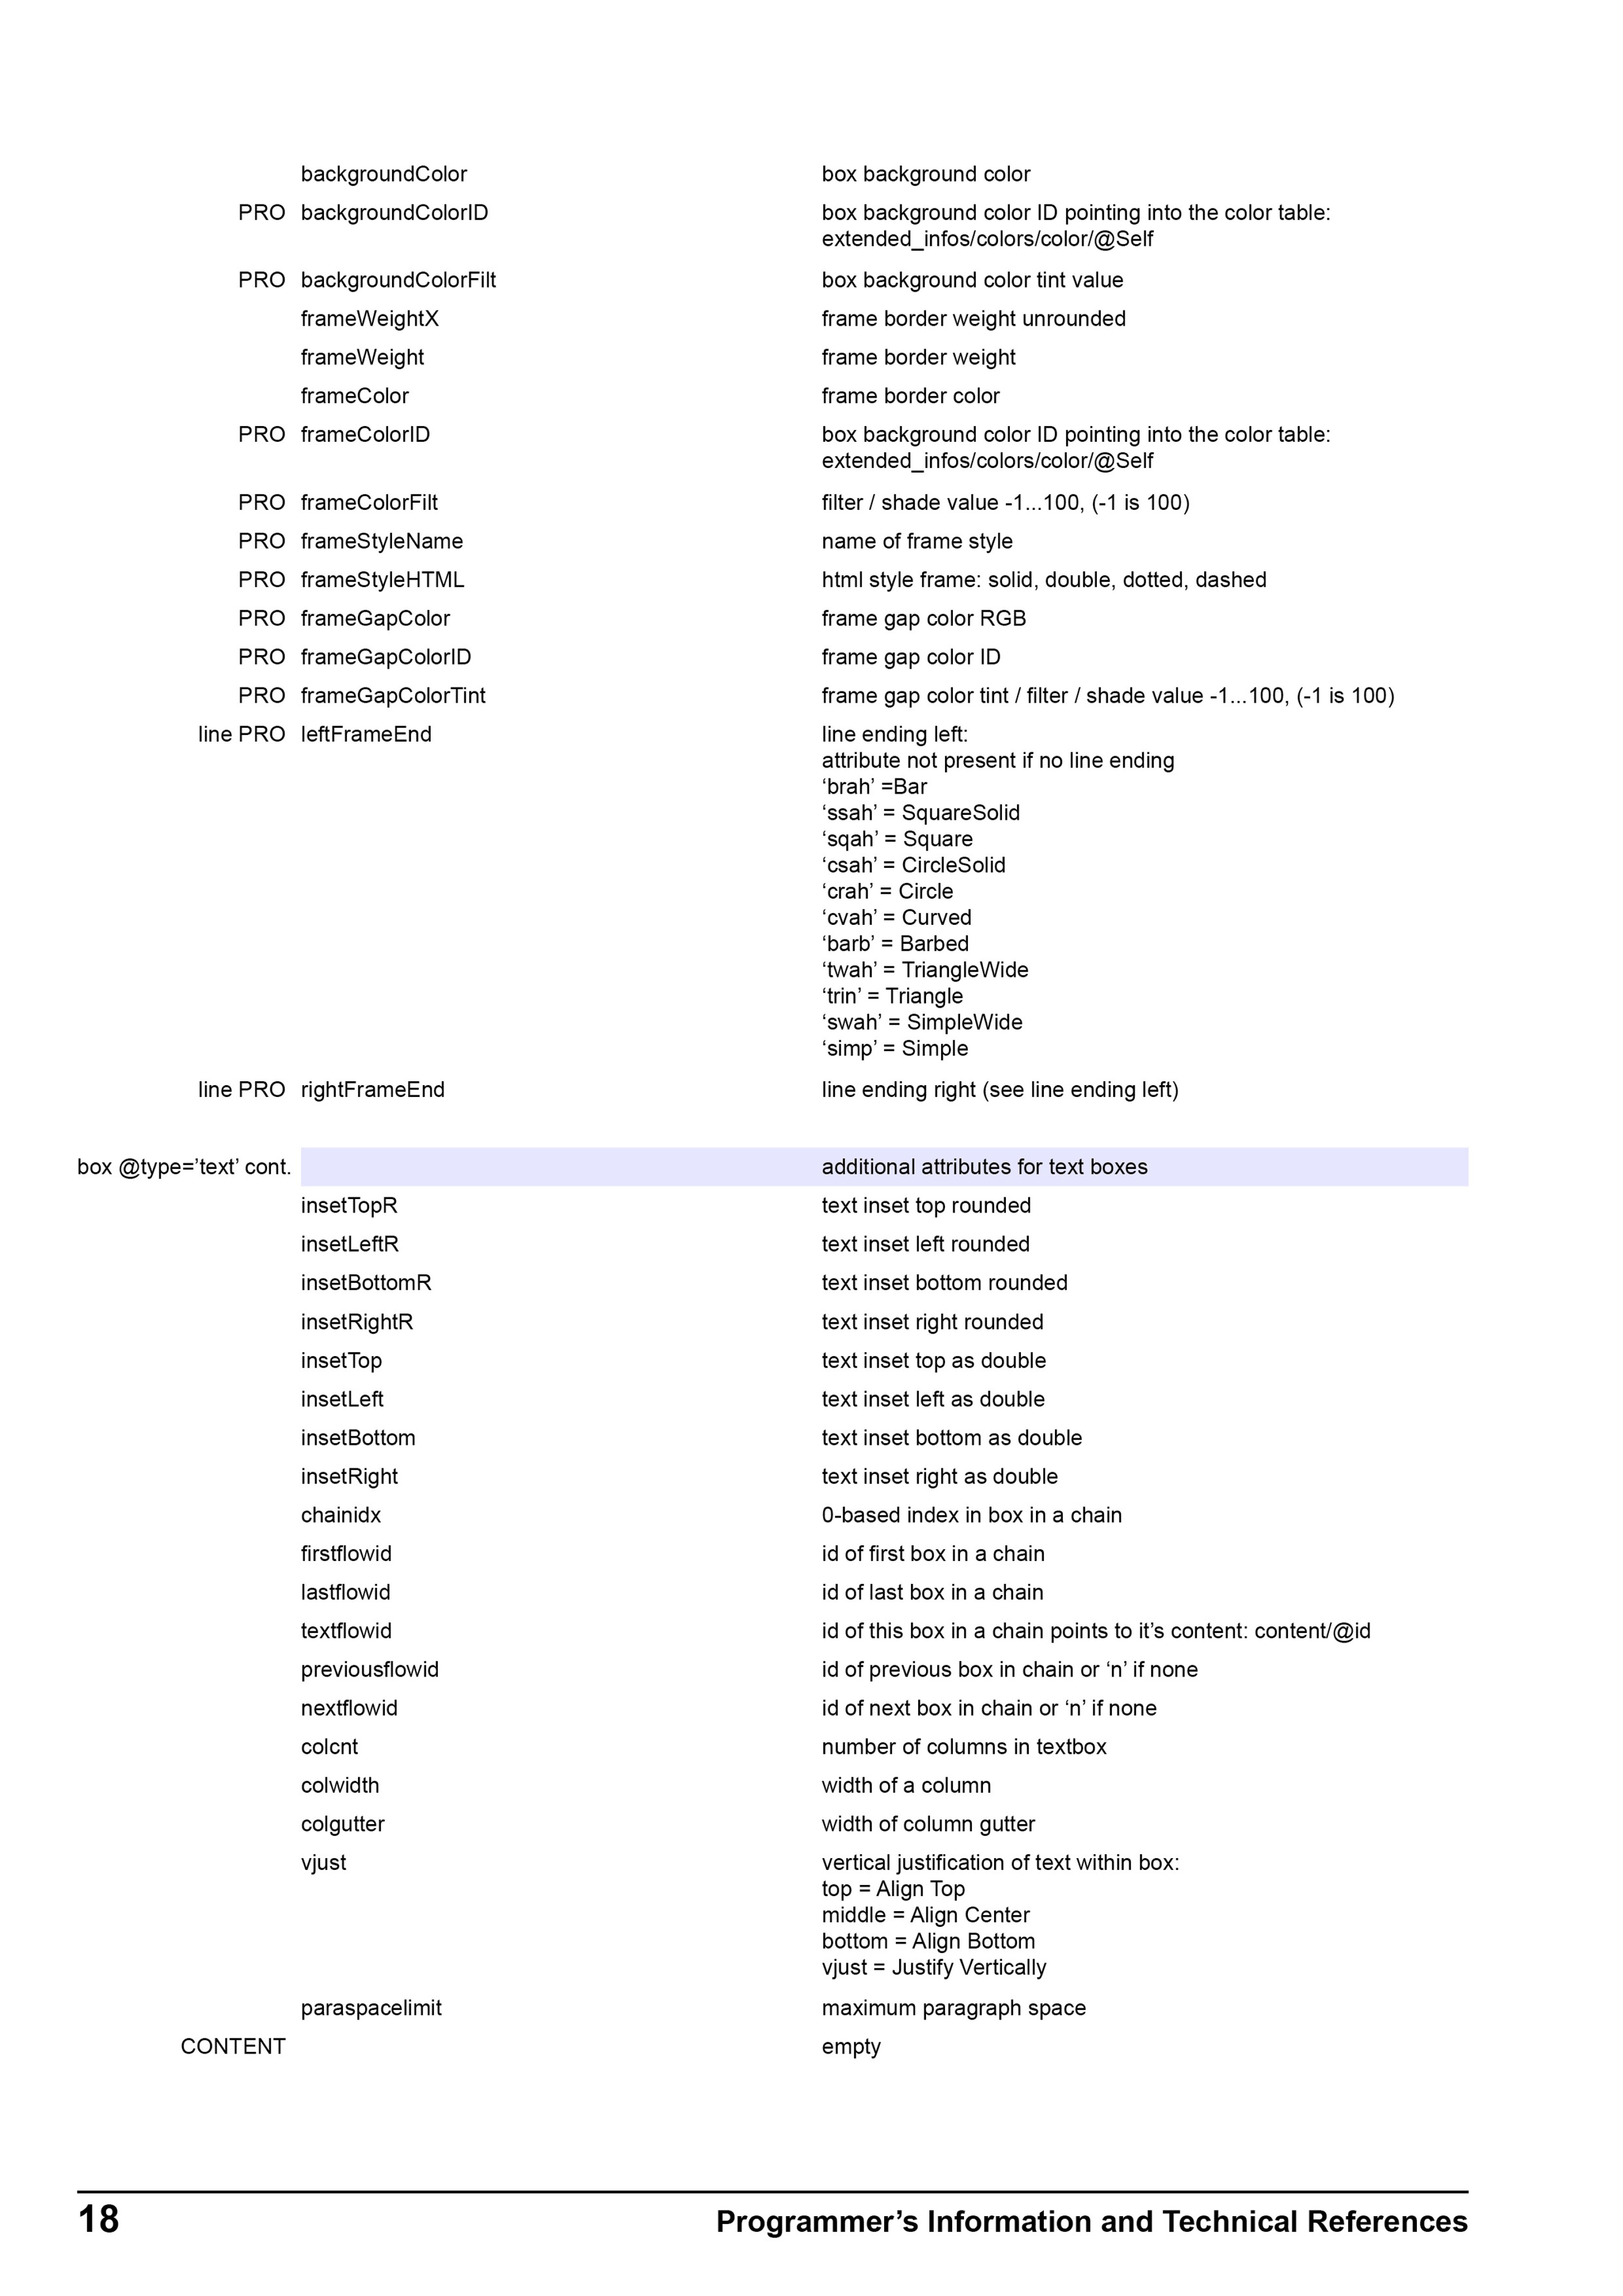 backgroundColor box background color
PRO backgroundColorID box background color ID pointing into the color table:
extended_infos/colors/color/@Self
PRO backgroundColorFilt box background color tint value
frameWeightX frame border weight unrounded
frameWeight frame border weight
frameColor frame border color
PRO frameColorID box background color ID pointing into the color table:
extended_infos/colors/color/@Self
PRO frameColorFilt filter / shade value -1...100, (-1 is 100)
PRO frameStyleName name of frame style
PRO frameStyleHTML html style frame: solid, double, dotted, dashed
PRO frameGapColor frame gap color RGB
PRO frameGapColorID frame gap color ID
PRO frameGapColorTint frame gap color tint / filter / shade value -1...100, (-1 is 100)
line PRO leftFrameEnd line ending left:
attribute not present if no line ending
‘brah’ =Bar
‘ssah’ = SquareSolid
‘sqah’ = Square
‘csah’ = CircleSolid
‘crah’ = Circle
‘cvah’ = Curved
‘barb’ = Barbed
‘twah’ = TriangleWide
‘trin’ = Triangle
‘swah’ = SimpleWide
‘simp’ = Simple
line PRO rightFrameEnd line ending right (see line ending left)
box @type=’text’ cont. additional attributes for text boxes
insetTopR text inset top rounded
insetLeftR text inset left rounded
insetBottomR text inset bottom rounded
insetRightR text inset right rounded
insetTop text inset top as double
insetLeft text inset left as double
insetBottom text inset bottom as double
insetRight text inset right as double
chainidx 0-based index in box in a chain
firstflowid id of first box in a chain
lastflowid id of last box in a chain
textflowid id of this box in a chain points to it’s content: content/@id
previousflowid id of previous box in chain or ‘n’ if none
nextflowid id of next box in chain or ‘n’ if none
colcnt number of columns in textbox
colwidth width of a column
colgutter width of column gutter
vjust vertical justification of text within box:
top = Align Top
middle = Align Center
bottom = Align Bottom
vjust = Justify Vertically
paraspacelimit maximum paragraph space
CONTENT empty
18 Programmer’s Information and Technical References